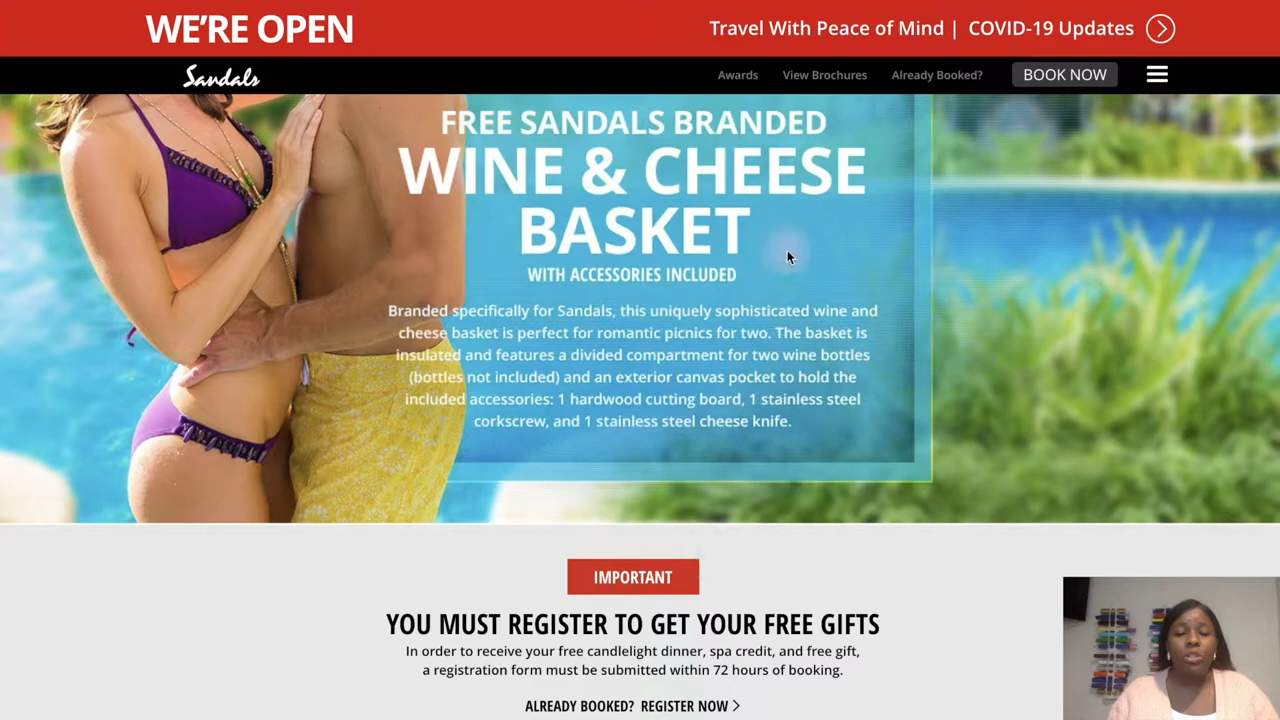 WE'RE OPEN
Travel With Peace of Mind | COVID-19 Updates
Sandals
Awards
View Brochures
Already Booked?
BOOK NOW
FREE SANDALS BRANDED
WINE & CHEESE
BASKET
WITH ACCESSORIES INCLUDED
Branded specifically for Sandals, this uniquely sophisticated wine and
cheese basket is perfect for romantic picnics for two. The basket is
insulated and features a divided compartment for two wine bottles
(bottles not included) and an exterior canvas pocket to hold the
included accessories: 1 hardwood cutting board, 1 stainless steel
corkscrew, and 1 stainless steel cheese knife.
IMPORTANT
YOU MUST REGISTER TO GET YOUR FREE GIFTS
In order to receive your free candlelight dinner, spa credit, and free gift,
a registration form must be submitted within 72 hours of booking.
ALREADY BOOKED? REGISTER NOW >